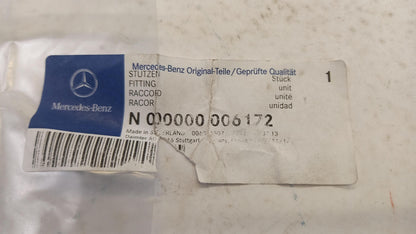 Mercedes-Benz
Mercedes-Benz Original-Teile/Geprüfte Qualität
STUTZEN
FITTING
RACCORD
RACOR
Stück
unit
unité
unidad
1
N 000000 006172
Made in